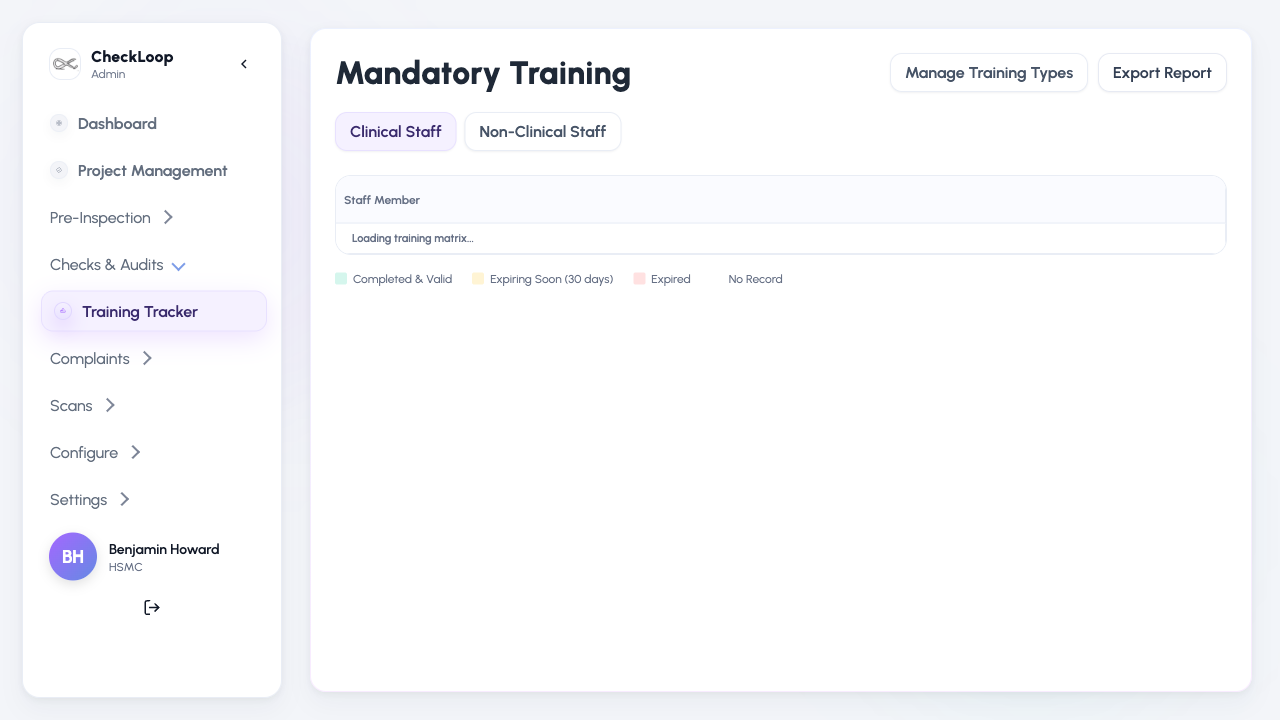 CheckLoop
Admin
Dashboard
Project Management
Pre-Inspection
Checks & Audits
Training Tracker
Complaints
Scans
Configure
Settings
BH
Benjamin Howard
HSMC
Mandatory Training
Manage Training Types
Export Report
Clinical Staff
Non-Clinical Staff
Staff Member
Loading training matrix...
Completed & Valid
Expiring Soon (30 days)
Expired
No Record